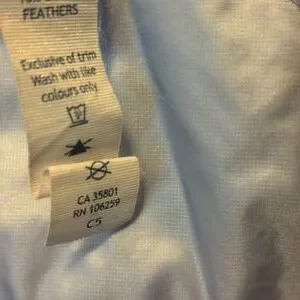 FEATHERS
Exclusive of trim
Wash with like
colours only
CA 35801
RN 106259
C5